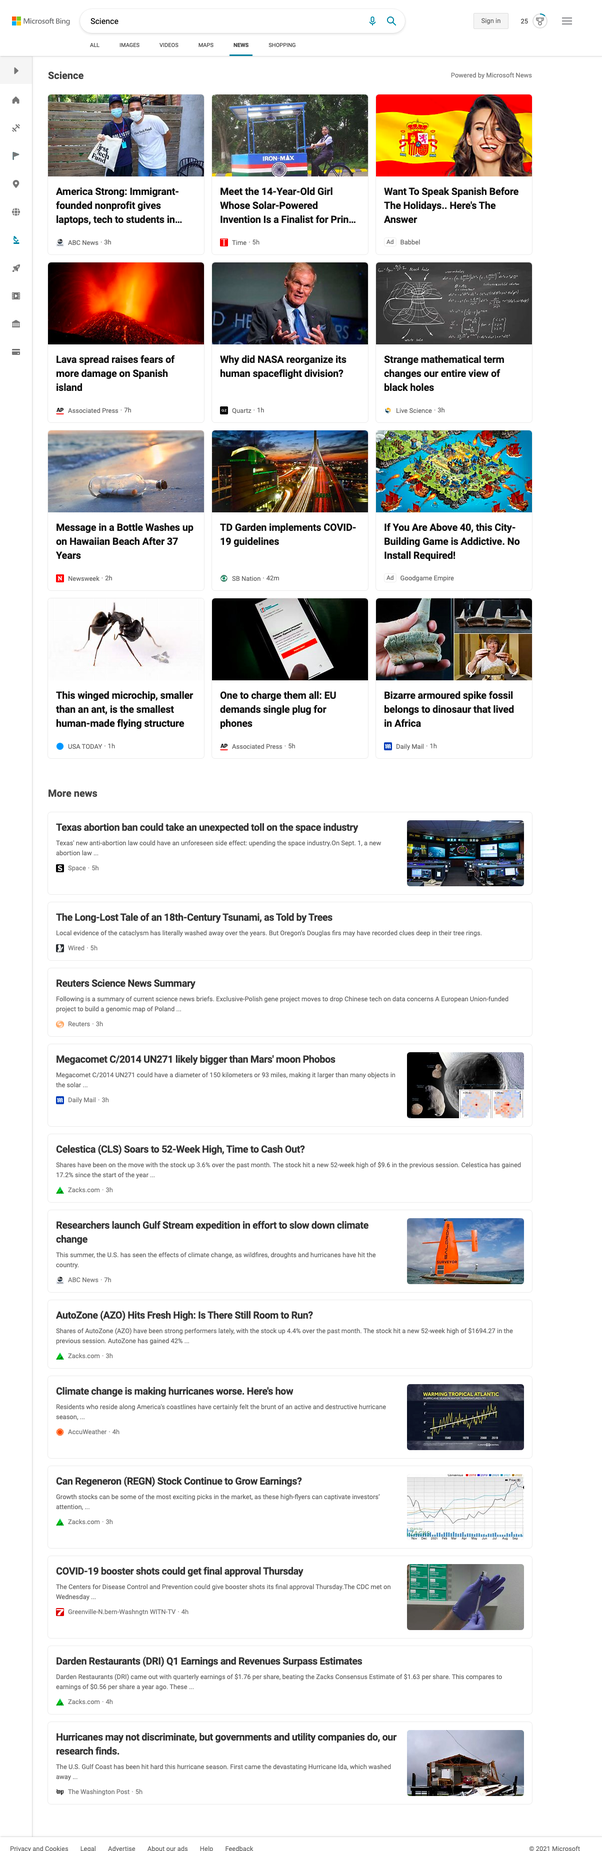 Microsoft Bing
Science
Sign in
25
ALL
IMAGES
VIDEOS
MAPS
NEWS
SHOPPING
Science
Powered by Microsoft News
IRON-MAX
America Strong: Immigrant-
founded nonprofit gives
laptops, tech to students in...
ABC News · 3h
Meet the 14-Year-Old Girl
Whose Solar-Powered
Invention Is a Finalist for Prin...
Time · 5h
Want To Speak Spanish Before
The Holidays.. Here's The
Answer
Ad Babbel
Lava spread raises fears of
more damage on Spanish
island
AP Associated Press · 7h
Why did NASA reorganize its
human spaceflight division?
Quartz · 1h
Strange mathematical term
changes our entire view of
black holes
Live Science · 3h
Message in a Bottle Washes up
on Hawaiian Beach After 37
Years
N Newsweek · 2h
TD Garden implements COVID-
19 guidelines
SB Nation · 42m
If You Are Above 40, this City-
Building Game is Addictive. No
Install Required!
Ad Goodgame Empire
This winged microchip, smaller
than an ant, is the smallest
human-made flying structure
USA TODAY · 1h
One to charge them all: EU
demands single plug for
phones
AP Associated Press · 5h
Bizarre armoured spike fossil
belongs to dinosaur that lived
in Africa
Daily Mail · 1h
More news
Texas abortion ban could take an unexpected toll on the space industry
Texas' new anti-abortion law could have an unforeseen side effect: upending the space industry.On Sept. 1, a new
abortion law ...
S Space · 5h
The Long-Lost Tale of an 18th-Century Tsunami, as Told by Trees
Local evidence of the cataclysm has literally washed away over the years. But Oregon's Douglas firs may have recorded clues deep in their tree rings.
Wired · 5h
Reuters Science News Summary
Following is a summary of current science news briefs. Exclusive-Polish gene project moves to drop Chinese tech on data concerns A European Union-funded
project to build a genomic map of Poland ...
Reuters · 3h
Megacomet C/2014 UN271 likely bigger than Mars' moon Phobos
Megacomet C/2014 UN271 could have a diameter of 150 kilometers or 93 miles, making it larger than many objects in
the solar ...
Daily Mail · 3h
Celestica (CLS) Soars to 52-Week High, Time to Cash Out?
Shares have been on the move with the stock up 3.6% over the past month. The stock hit a new 52-week high of $9.6 in the previous session. Celestica has gained
17.2% since the start of the year ...
Zacks.com · 3h
Researchers launch Gulf Stream expedition in effort to slow down climate
change
This summer, the U.S. has seen the effects of climate change, as wildfires, droughts and hurricanes have hit the
country.
ABC News · 7h
AutoZone (AZO) Hits Fresh High: Is There Still Room to Run?
Shares of AutoZone (AZO) have been strong performers lately, with the stock up 4.4% over the past month. The stock hit a new 52-week high of $1694.27 in the
previous session. AutoZone has gained 42% ...
Zacks.com · 3h
Climate change is making hurricanes worse. Here's how
Residents who reside along America's coastlines have certainly felt the brunt of an active and destructive hurricane
season, ...
AccuWeather · 4h
WARMING TROPICAL ATLANTIC
Can Regeneron (REGN) Stock Continue to Grow Earnings?
Growth stocks can be some of the most exciting picks in the market, as these high-flyers can captivate investors'
attention, ...
Zacks.com · 3h
COVID-19 booster shots could get final approval Thursday
The Centers for Disease Control and Prevention could give booster shots its final approval Thursday.The CDC met on
Wednesday ...
Greenville-N.bern-Washngtn WITN-TV · 4h
Darden Restaurants (DRI) Q1 Earnings and Revenues Surpass Estimates
Darden Restaurants (DRI) came out with quarterly earnings of $1.76 per share, beating the Zacks Consensus Estimate of $1.63 per share. This compares to
earnings of $0.56 per share a year ago. These ...
Zacks.com · 4h
Hurricanes may not discriminate, but governments and utility companies do, our
research finds.
The U.S. Gulf Coast has been hit hard this hurricane season. First came the devastating Hurricane Ida, which washed
away ...
wp The Washington Post · 5h
Privacy and Cookies
Legal
Advertise
About our ads
Help
Feedback
© 2021 Microsoft